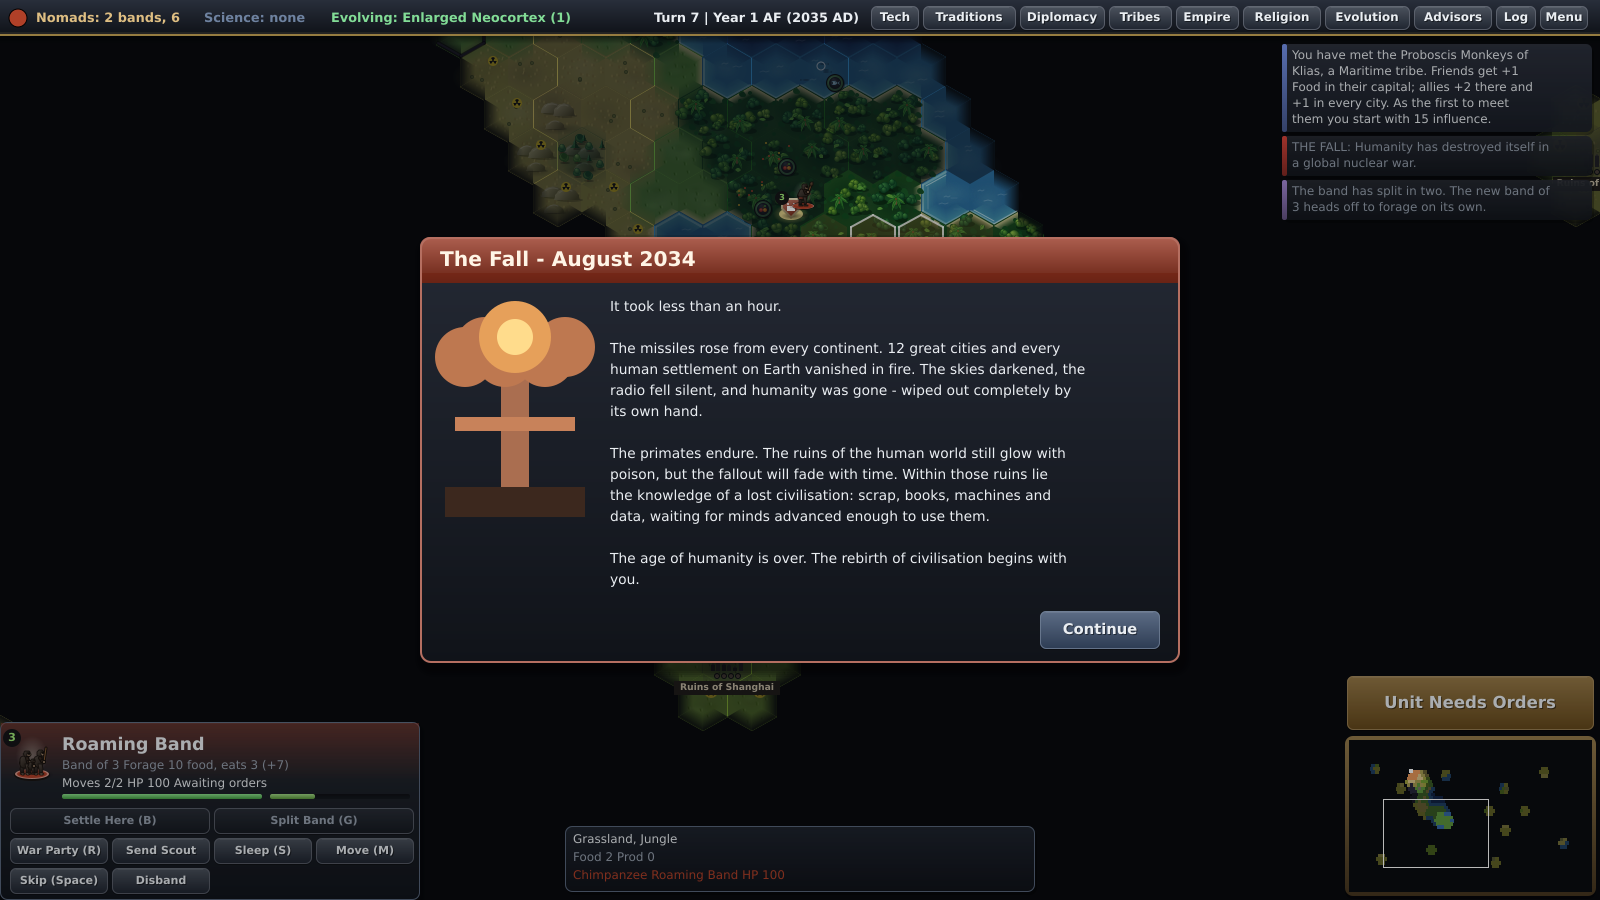 Nomads: 2 bands, 6
Science: none
Evolving: Enlarged Neocortex (1)
Turn 7 | Year 1 AF (2035 AD)
Tech
Traditions
Diplomacy
Tribes
Empire
Religion
Evolution
Advisors
Log
Menu
You have met the Proboscis Monkeys of
Klias, a Maritime tribe. Friends get +1
Food in their capital; allies +2 there and
+1 in every city. As the first to meet
them you start with 15 influence.
THE FALL: Humanity has destroyed itself in
a global nuclear war.
The band has split in two. The new band of
3 heads off to forage on its own.
3
The Fall - August 2034
It took less than an hour.
The missiles rose from every continent. 12 great cities and every
human settlement on Earth vanished in fire. The skies darkened, the
radio fell silent, and humanity was gone - wiped out completely by
its own hand.
The primates endure. The ruins of the human world still glow with
poison, but the fallout will fade with time. Within those ruins lie
the knowledge of a lost civilisation: scrap, books, machines and
data, waiting for minds advanced enough to use them.
The age of humanity is over. The rebirth of civilisation begins with
you.
Continue
Ruins of Shanghai
Unit Needs Orders
3
Roaming Band
Band of 3 Forage 10 food, eats 3 (+7)
Moves 2/2 HP 100 Awaiting orders
Settle Here (B)
Split Band (G)
War Party (R)
Send Scout
Sleep (S)
Move (M)
Skip (Space)
Disband
Grassland, Jungle
Food 2 Prod 0
Chimpanzee Roaming Band HP 100